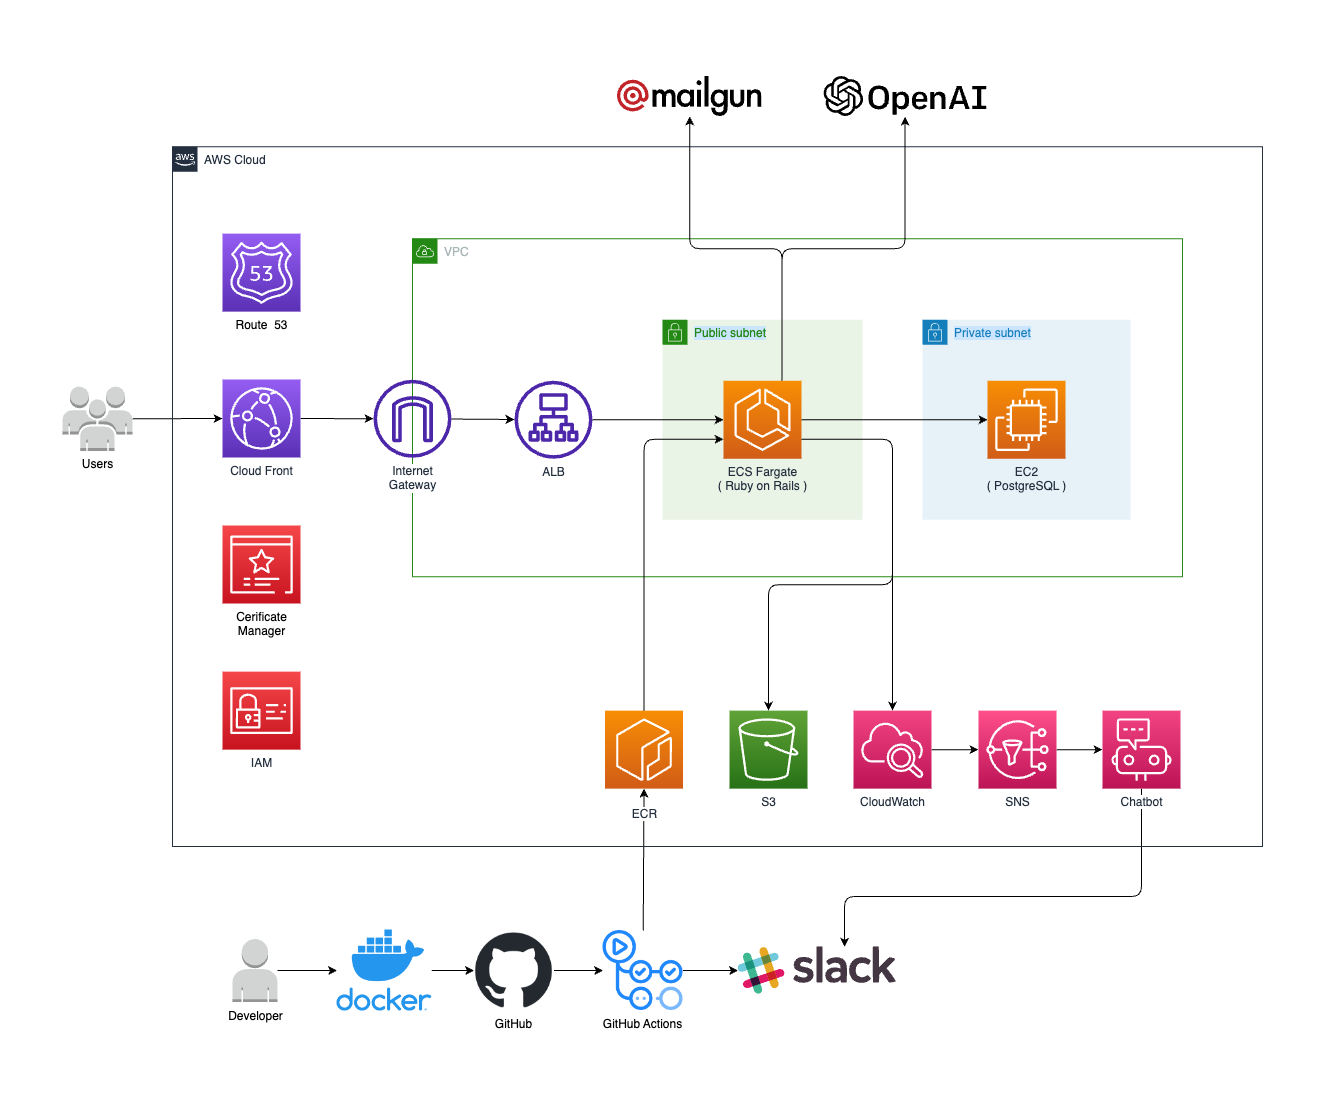 @mailgun
OpenAI
aws
AWS Cloud
VPC
53
Route 53
Public subnet
Private subnet
Users
Cloud Front
Internet
Gateway
ALB
ECS Fargate
( Ruby on Rails )
EC2
( PostgreSQL )
Cerificate
Manager
IAM
ECR
S3
CloudWatch
SNS
Chatbot
Developer
docker
GitHub
GitHub Actions
slack